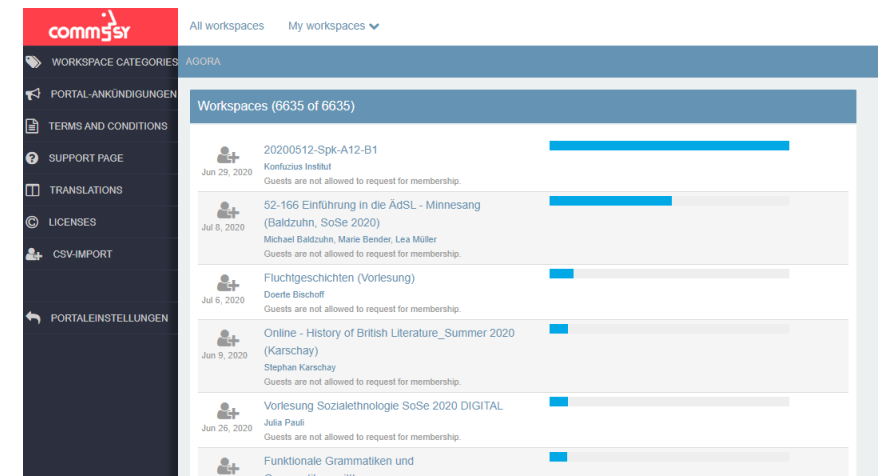 commsy
All workspaces My workspaces
WORKSPACE CATEGORIES
AGORA
PORTAL-ANKÜNDIGUNGEN
TERMS AND CONDITIONS
SUPPORT PAGE
TRANSLATIONS
LICENSES
CSV-IMPORT
PORTALEINSTELLUNGEN
Workspaces (6635 of 6635)
20200512-Spk-A12-B1
Konfuzius Institut
Jun 29, 2020
Guests are not allowed to request for membership.
52-166 Einführung in die ÄdSL - Minnesang
(Baldzuhn, SoSe 2020)
Jul 8, 2020
Michael Baldzuhn, Marie Bender, Lea Müller
Guests are not allowed to request for membership.
Fluchtgeschichten (Vorlesung)
Doerte Bischoff
Jul 6, 2020
Guests are not allowed to request for membership.
Online - History of British Literature_Summer 2020
(Karschay)
Jun 9, 2020
Stephan Karschay
Guests are not allowed to request for membership.
Vorlesung Sozialethnologie SoSe 2020 DIGITAL
Julia Pauli
Jun 26, 2020
Guests are not allowed to request for membership.
Funktionale Grammatiken und